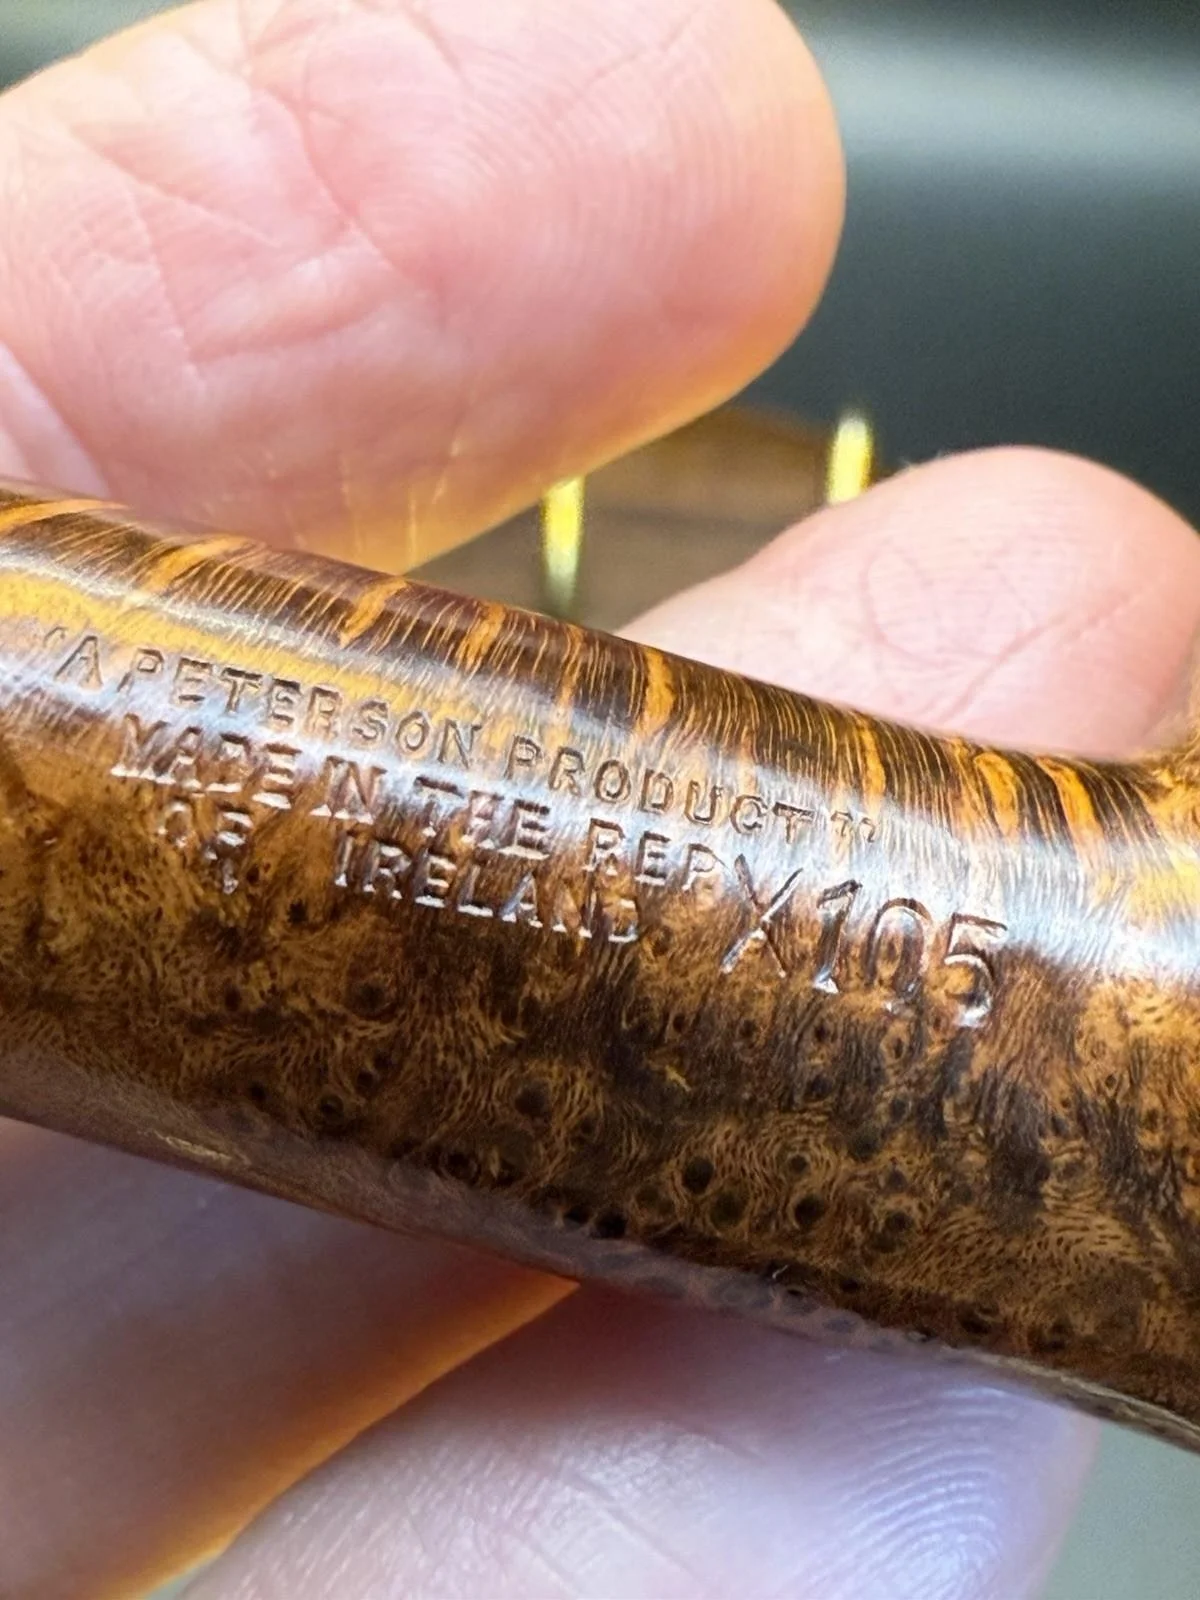 "A PETERSON PRODUCT"
MADE IN THE REP.
OF IRELAND
X105